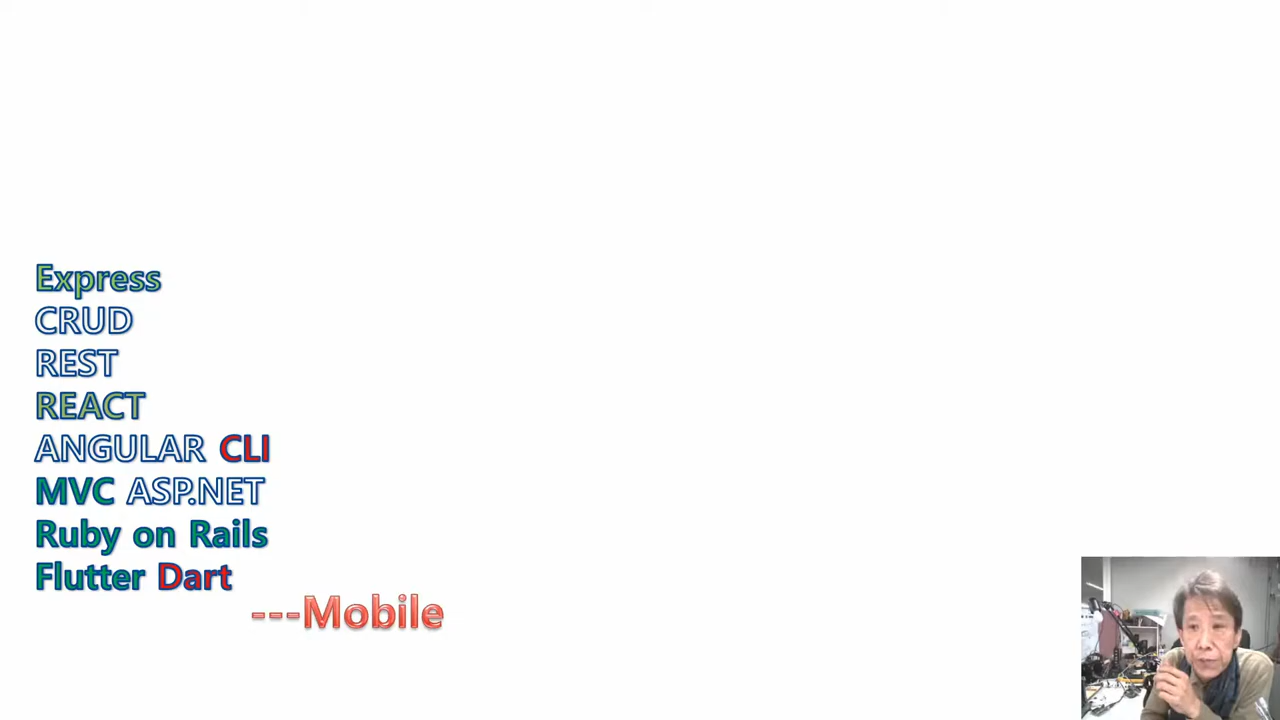 Express
CRUD
REST
REACT
ANGULAR CLI
MVC ASP.NET
Ruby on Rails
Flutter Dart
---Mobile